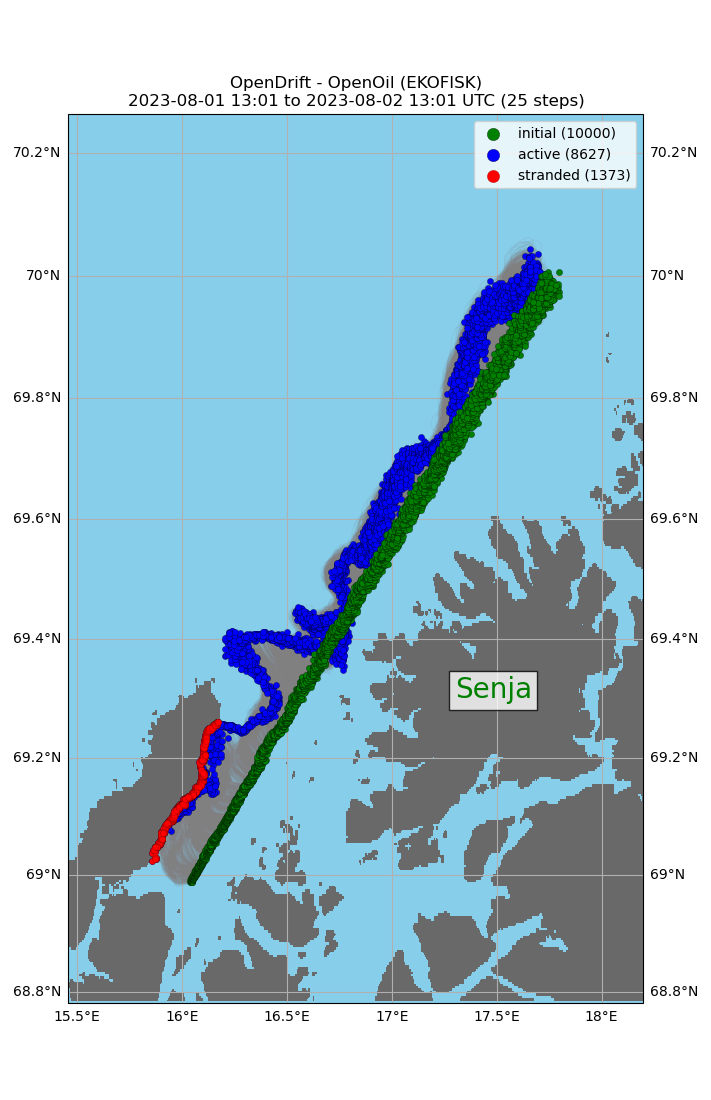 OpenDrift - OpenOil (EKOFISK)
2023-08-01 13:01 to 2023-08-02 13:01 UTC (25 steps)
initial (10000)
active (8627)
stranded (1373)
70.2°N 70.2°N
70°N 70°N
69.8°N 69.8°N
69.6°N 69.6°N
69.4°N 69.4°N
Senja
69.2°N 69.2°N
69°N 69°N
68.8°N 68.8°N
15.5°E 16°E 16.5°E 17°E 17.5°E 18°E